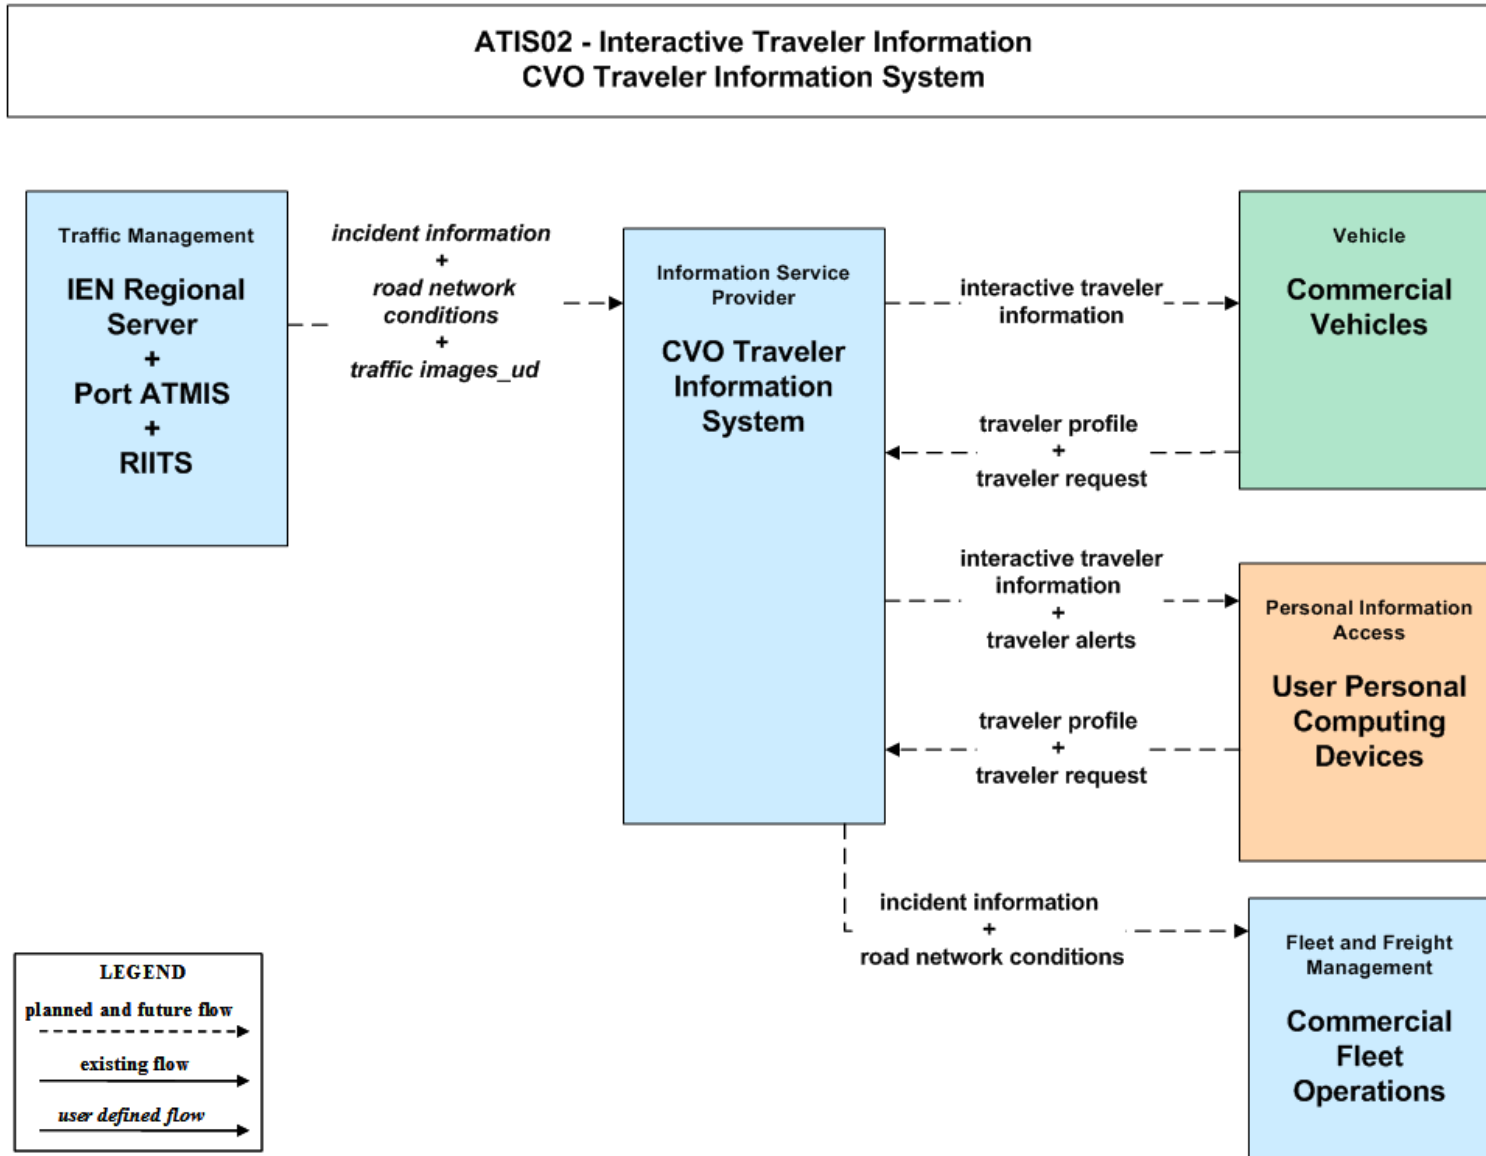 ATIS02 - Interactive Traveler Information
CVO Traveler Information System
Traffic Management
IEN Regional
Server
+
Port ATMIS
+
RIITS
incident information
+
road network
conditions
+
traffic images_ud
Information Service
Provider
CVO Traveler
Information
System
interactive traveler
information
traveler profile
+
traveler request
Vehicle
Commercial
Vehicles
interactive traveler
information
+
traveler alerts
traveler profile
+
traveler request
Personal Information
Access
User Personal
Computing
Devices
incident information
+
road network conditions
Fleet and Freight
Management
Commercial
Fleet
Operations
LEGEND
planned and future flow
existing flow
user defined flow